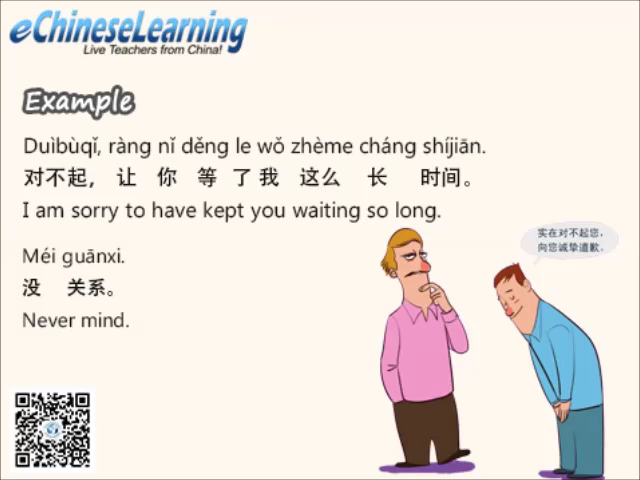 eChineseLearning
Live Teachers from China!
Example
Duìbùqǐ, ràng nǐ děng le wǒ zhème cháng shíjiān.
对不起， 让 你 等 了我 这么 长 时间。
I am sorry to have kept you waiting so long.
Méi guānxi.
没 关系。
Never mind.
实在对不起您，
向您诚挚道歉.